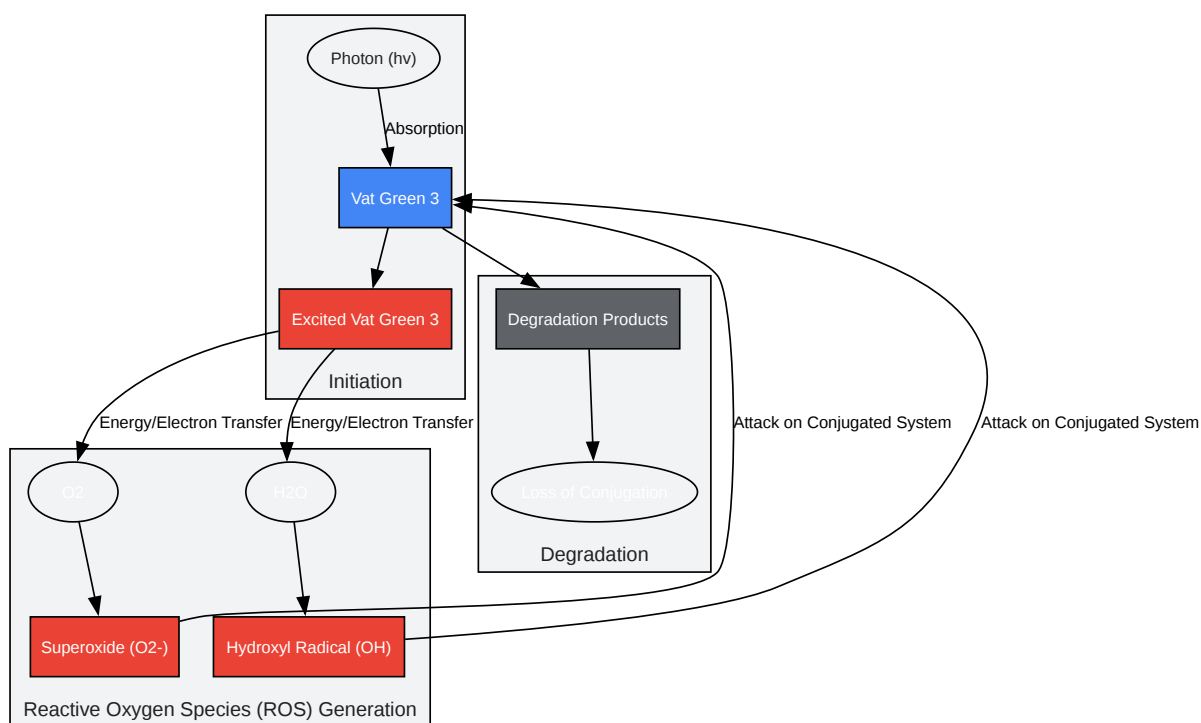 Photon (hv)
Absorption
Vat Green 3
Excited Vat Green 3
Degradation Products
Initiation
Energy/Electron Transfer
Energy/Electron Transfer
Attack on Conjugated System
Attack on Conjugated System
O2
H2O
Loss of Conjugation
Degradation
Superoxide (O2-)
Hydroxyl Radical (OH)
Reactive Oxygen Species (ROS) Generation